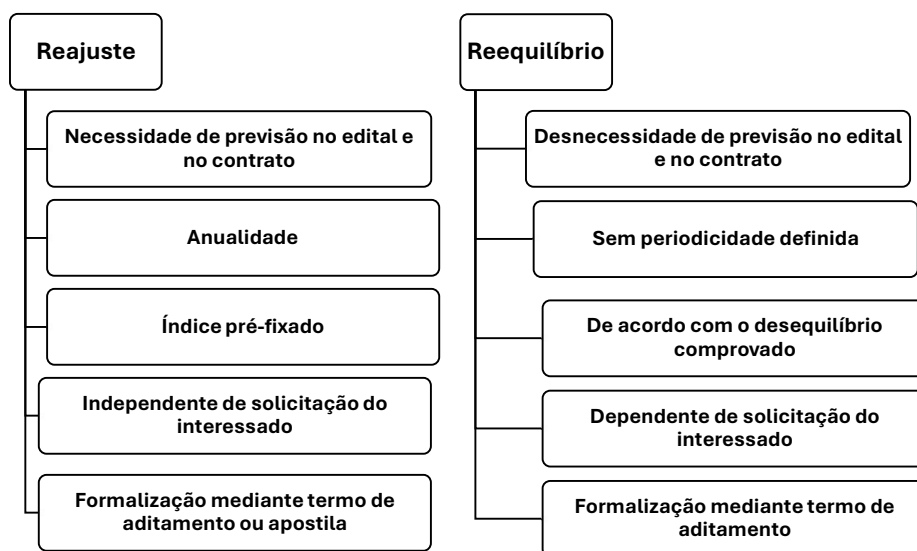 Reajuste
Necessidade de previsão no edital e
no contrato
Anualidade
Índice pré-fixado
Independente de solicitação do
interessado
Formalização mediante termo de
aditamento ou apostila
Reequilíbrio
Desnecessidade de previsão no edital
e no contrato
Sem periodicidade definida
De acordo com o desequilíbrio
comprovado
Dependente de solicitação do
interessado
Formalização mediante termo de
aditamento